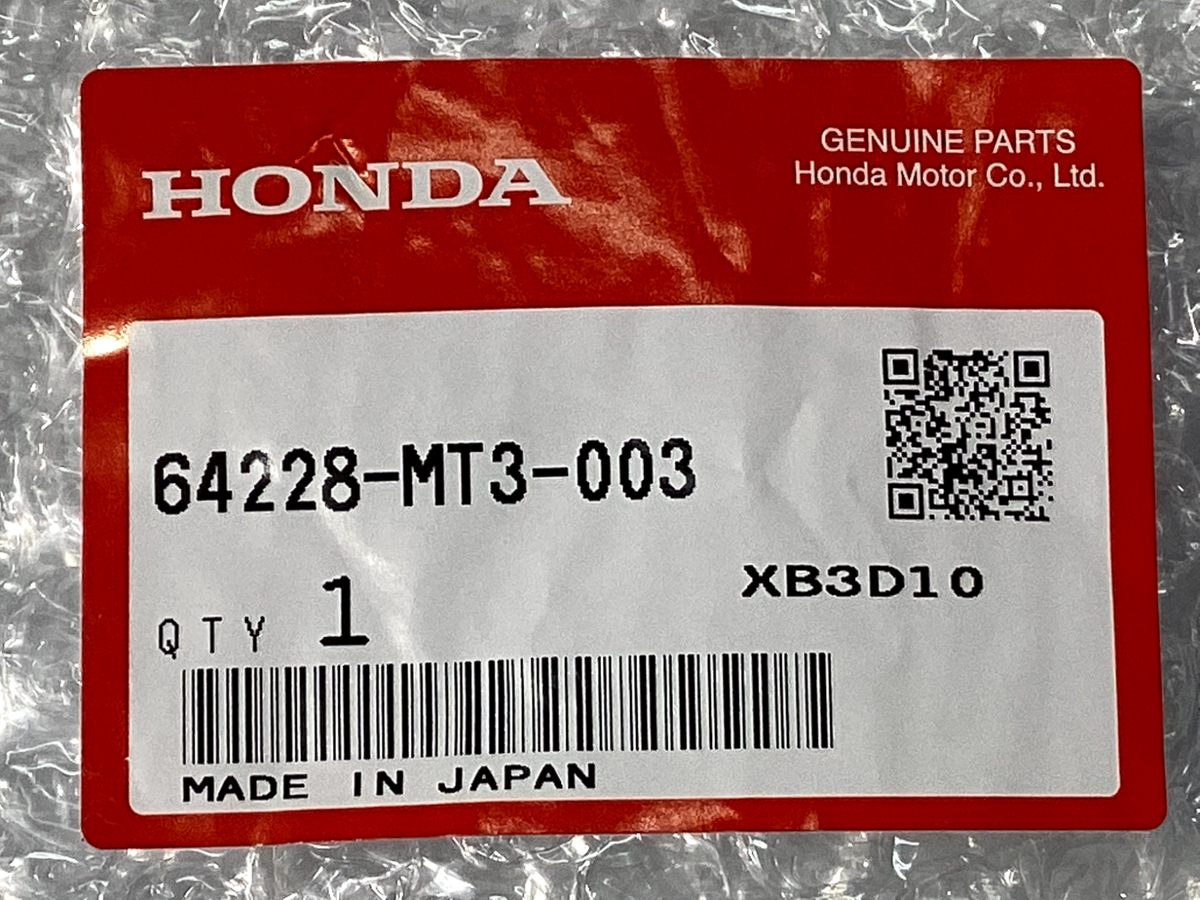 HONDA
GENUINE PARTS
Honda Motor Co., Ltd.
64228-MT3-003
XB3D10
QTY 1
MADE IN JAPAN